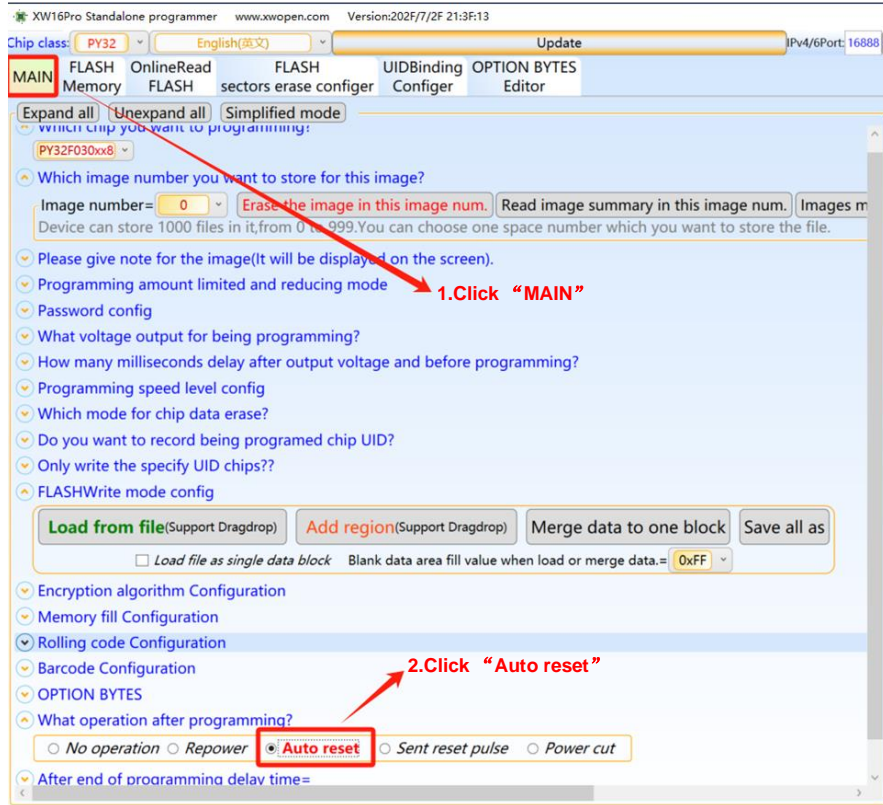 XW16Pro Standalone programmer www.xwopen.com Version:202F/7/2F 21:3F:13
Chip class: PY32 English(英文) Update IPv4/6Port: 16888
MAIN FLASH Memory OnlineRead FLASH FLASH sectors erase configer UIDBinding Configer OPTION BYTES Editor
Expand all Unexpand all Simplified mode
Which chip you want to programming?
PY32F030xx8
Which image number you want to store for this image?
Image number= 0 Erase the image in this image num. Read image summary in this image num. Images m
Device can store 1000 files in it,from 0 to 999.You can choose one space number which you want to store the file.
Please give note for the image(It will be displayed on the screen).
Programming amount limited and reducing mode
1.Click “MAIN”
Password config
What voltage output for being programming?
How many milliseconds delay after output voltage and before programming?
Programming speed level config
Which mode for chip data erase?
Do you want to record being programed chip UID?
Only write the specify UID chips??
FLASHWrite mode config
Load from file(Support Dragdrop) Add region(Support Dragdrop) Merge data to one block Save all as
Load file as single data block Blank data area fill value when load or merge data.= 0xFF
Encryption algorithm Configuration
Memory fill Configuration
Rolling code Configuration
Barcode Configuration
2.Click “Auto reset”
OPTION BYTES
What operation after programming?
No operation Repower Auto reset Sent reset pulse Power cut
After end of programming delay time=